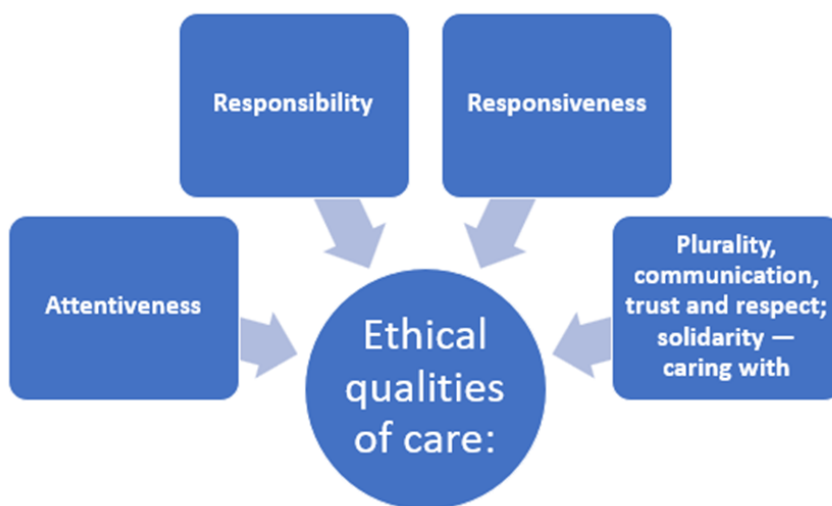 Responsibility
Responsiveness
Attentiveness
Plurality,
communication,
trust and respect;
solidarity —
caring with
Ethical
qualities
of care: